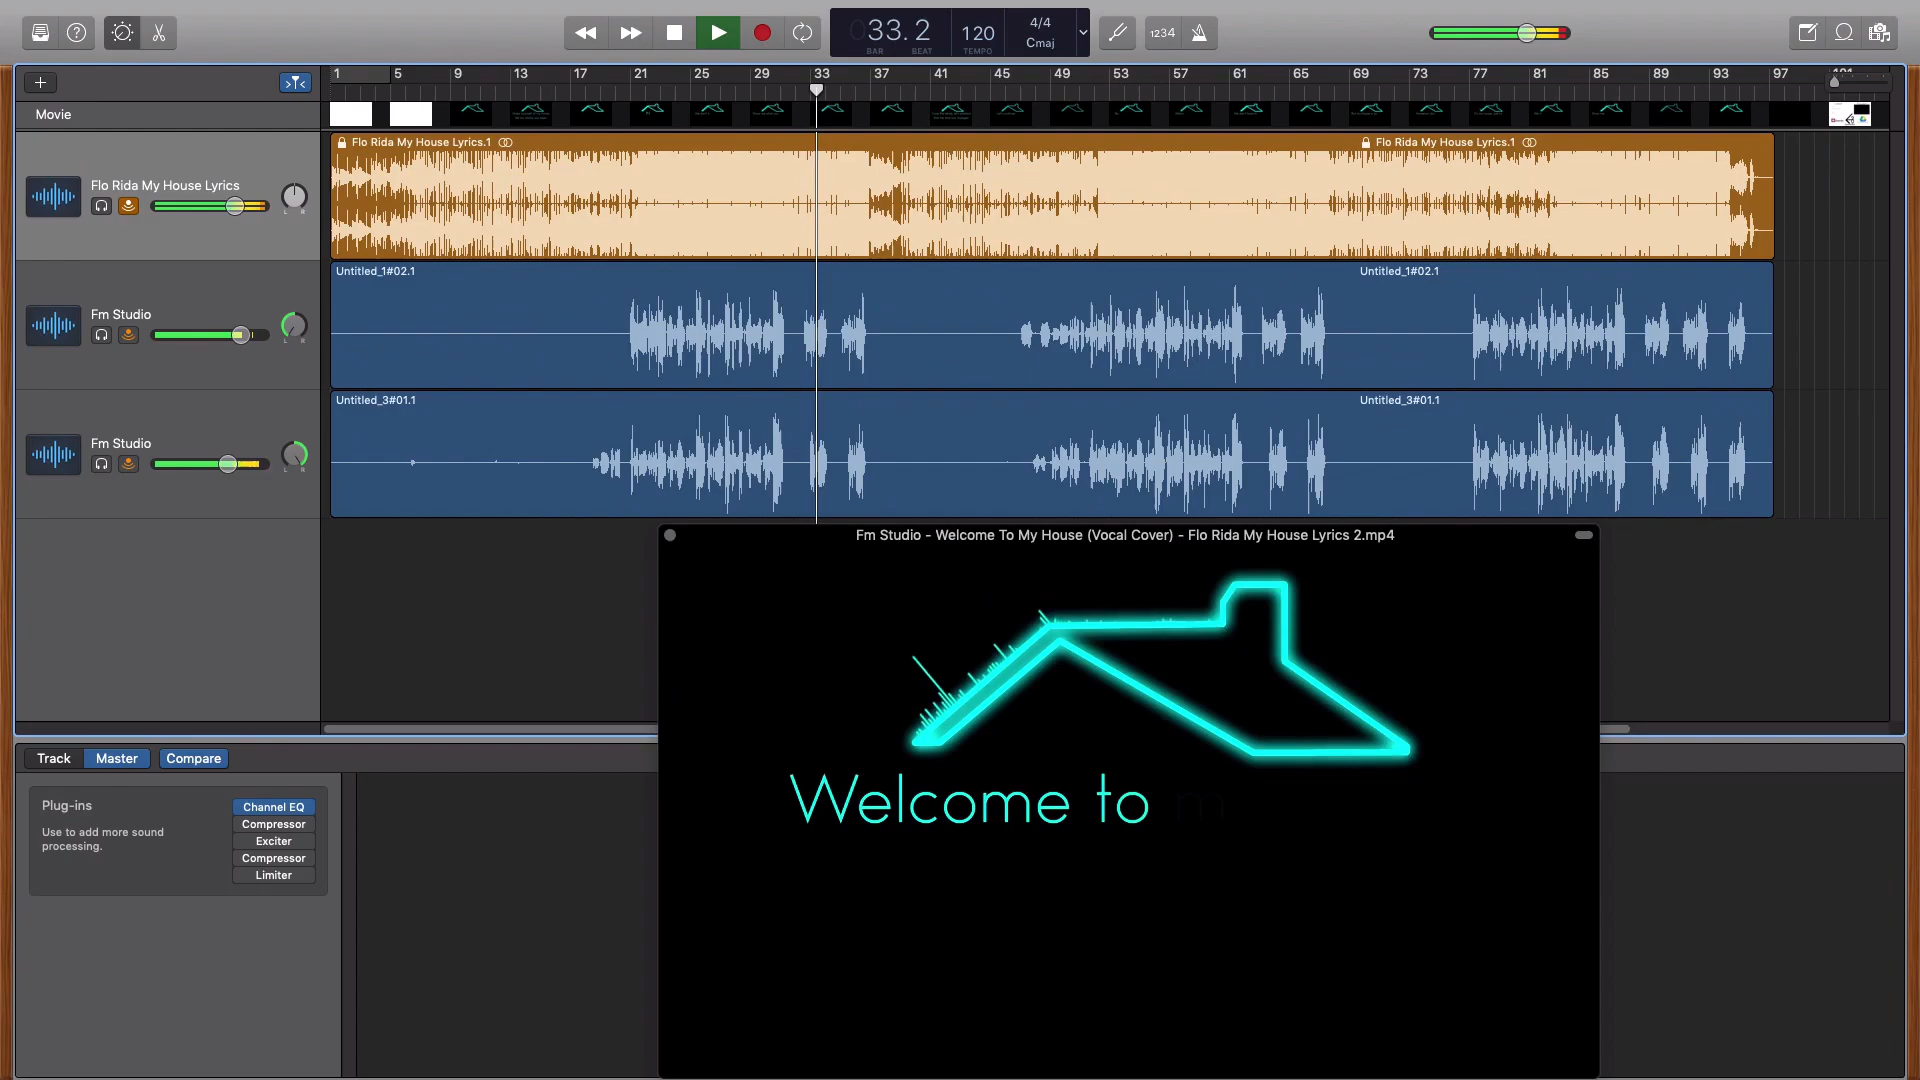 033.2
BAR BEAT
120
TEMPO
4/4
Cmaj
1234
1 5 9 13 17 21 25 29 33 37 41 45 49 53 57 61 65 69 73 77 81 85 89 93 97 101
Movie
Flo Rida My House Lyrics.1
Flo Rida My House Lyrics.1
Flo Rida My House Lyrics
L R
Untitled_1#02.1
Untitled_1#02.1
Fm Studio
L R
Untitled_3#01.1
Untitled_3#01.1
Fm Studio
L R
Fm Studio - Welcome To My House (Vocal Cover) - Flo Rida My House Lyrics 2.mp4
Welcome to m
Track Master Compare
Plug-ins
Use to add more sound
processing.
Channel EQ
Compressor
Exciter
Compressor
Limiter